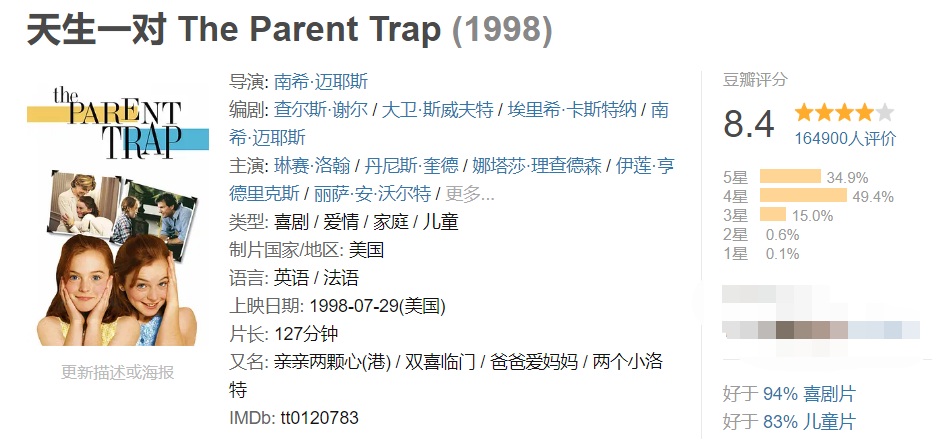 天生一对 The Parent Trap (1998)
the
PARENT
TRAP
更新描述或海报
导演: 南希·迈耶斯
编剧: 查尔斯·谢尔 / 大卫·斯威夫特 / 埃里希·卡斯特纳 / 南
希·迈耶斯
主演: 琳赛·洛翰 / 丹尼斯·奎德 / 娜塔莎·理查德森 / 伊莲·亨
德里克斯 / 丽萨·安·沃尔特 / 更多...
类型: 喜剧 / 爱情 / 家庭 / 儿童
制片国家/地区: 美国
语言: 英语 / 法语
上映日期: 1998-07-29(美国)
片长: 127分钟
又名: 亲亲两颗心(港) / 双喜临门 / 爸爸爱妈妈 / 两个小洛
特
IMDb: tt0120783
豆瓣评分
8.4
164900人评价
5星 34.9%
4星 49.4%
3星 15.0%
2星 0.6%
1星 0.1%
好于 94% 喜剧片
好于 83% 儿童片